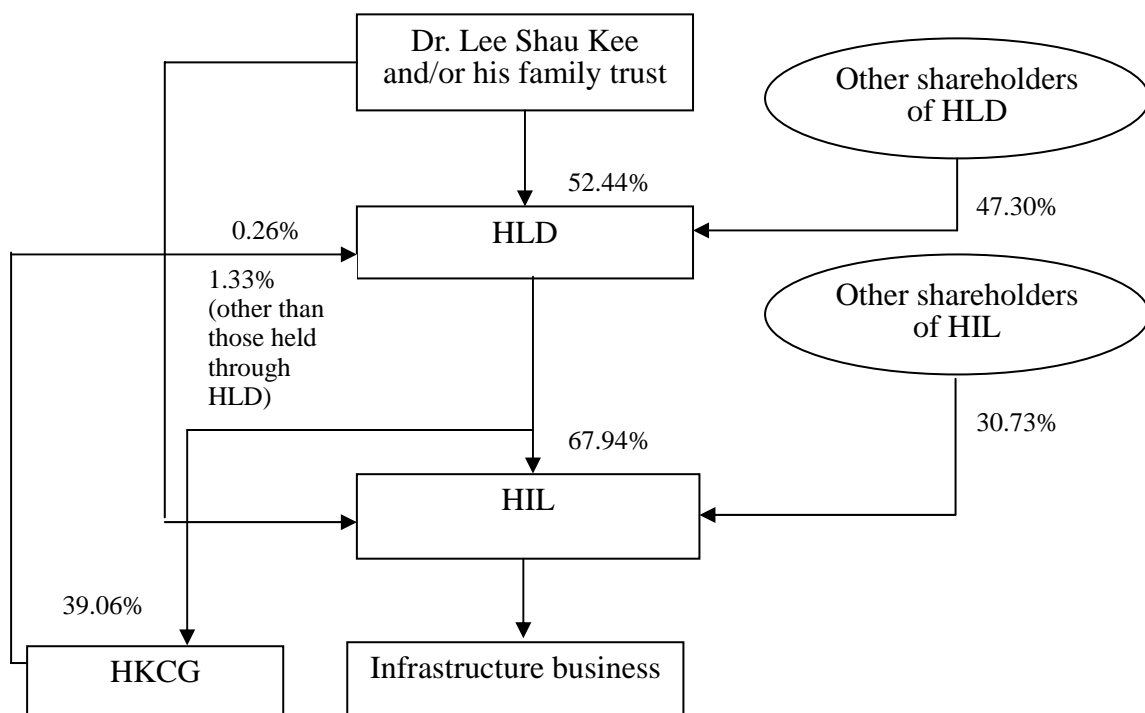 Dr. Lee Shau Kee
and/or his family trust
Other shareholders
of HLD
52.44%
47.30%
0.26%
HLD
1.33%
(other than
those held
through
HLD)
Other shareholders
of HIL
67.94%
30.73%
HIL
39.06%
HKCG
Infrastructure business